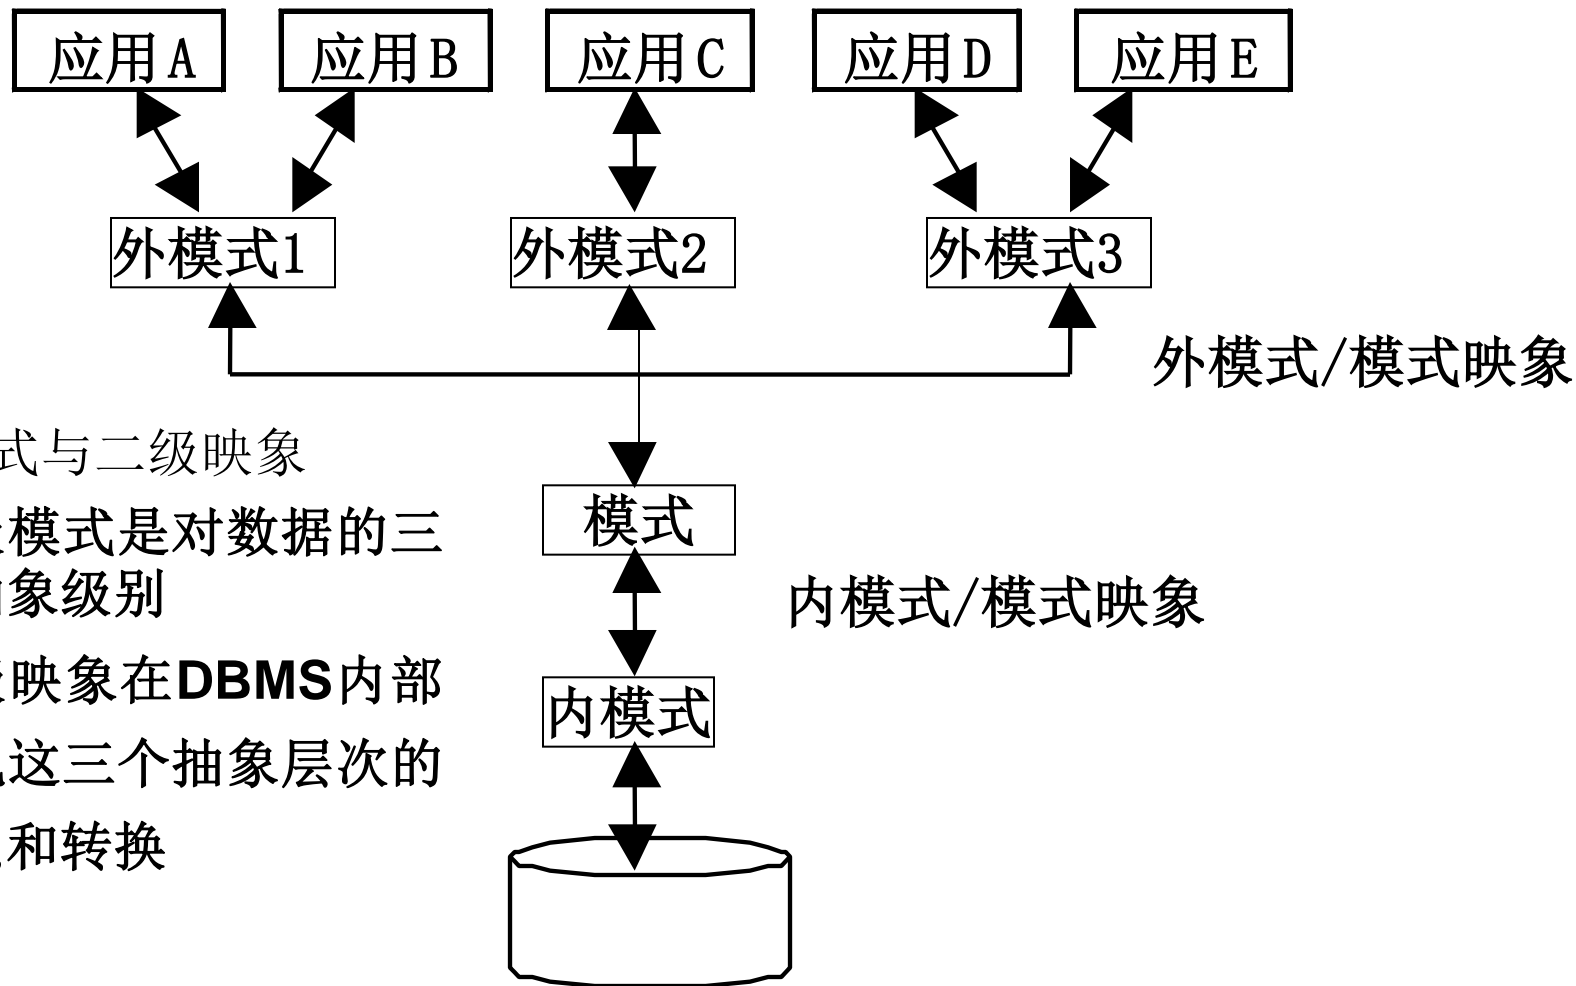 应用A
应用B
应用C
应用D
应用E
外模式1
外模式2
外模式3
外模式/模式映象
式与二级映象
模式是对数据的三
象级别
映象在DBMS内部
这三个抽象层次的
和转换
模式
内模式/模式映象
内模式